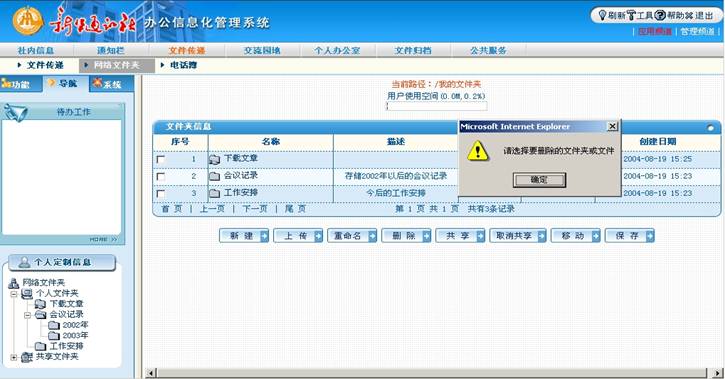 新华通讯社 办公信息化管理系统
刷新 工具 帮助 退出
|应用频道|管理频道|
社内信息 通知栏 文件传递 交流园地 个人办公室 文件归档 公共服务
文件传递 网络文件夹 电话簿
功能 导航 系统
待办工作
MORE >>
个人定制信息
网络文件夹
个人文件夹
下载文章
会议记录
2002年
2003年
工作安排
共享文件夹
当前路径：/我的文件夹
用户使用空间(0.0M,0.2%)
文件夹信息
序号 名称 描述 创建日期
1 下载文章 2004-08-19 15:25
2 会议记录 存储2002年以后的会议记录 2004-08-19 15:23
3 工作安排 今后的工作安排 2004-08-19 15:23
首 页 | 上一页 | 下一页 | 尾 页 第 1 页 共 1 页 共有3条记录
新 建 上 传 重命名 删 除 共 享 取消共享 移 动 保 存
Microsoft Internet Explorer
请选择要删除的文件夹或文件
确定